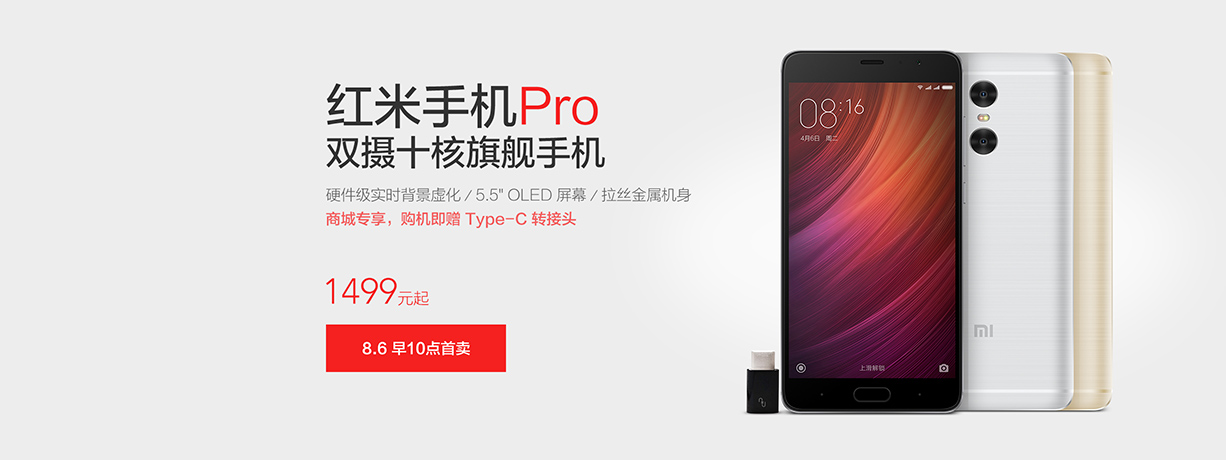 红米手机Pro
双摄十核旗舰手机
硬件级实时背景虚化 / 5.5" OLED 屏幕 / 拉丝金属机身
商城专享，购机即赠 Type-C 转接头
1499元起
8.6 早10点首卖
08:16
4月6日 周二
上滑解锁
MI